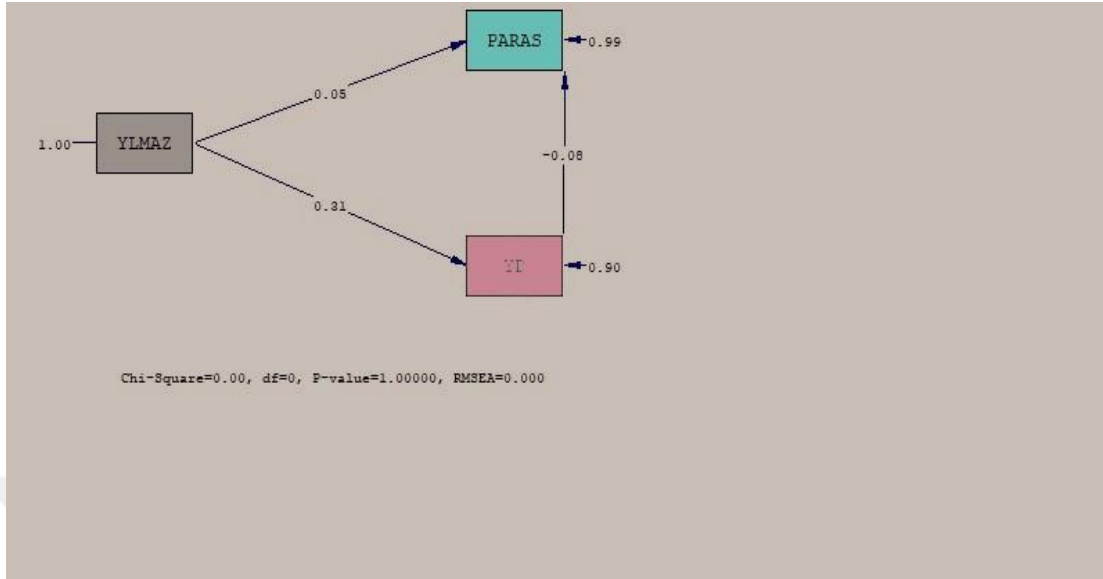 PARAS
0.99
0.05
1.00
YLMAZ
-0.08
0.31
YD
0.90
Chi-Square=0.00, df=0, P-value=1.00000, RMSEA=0.000